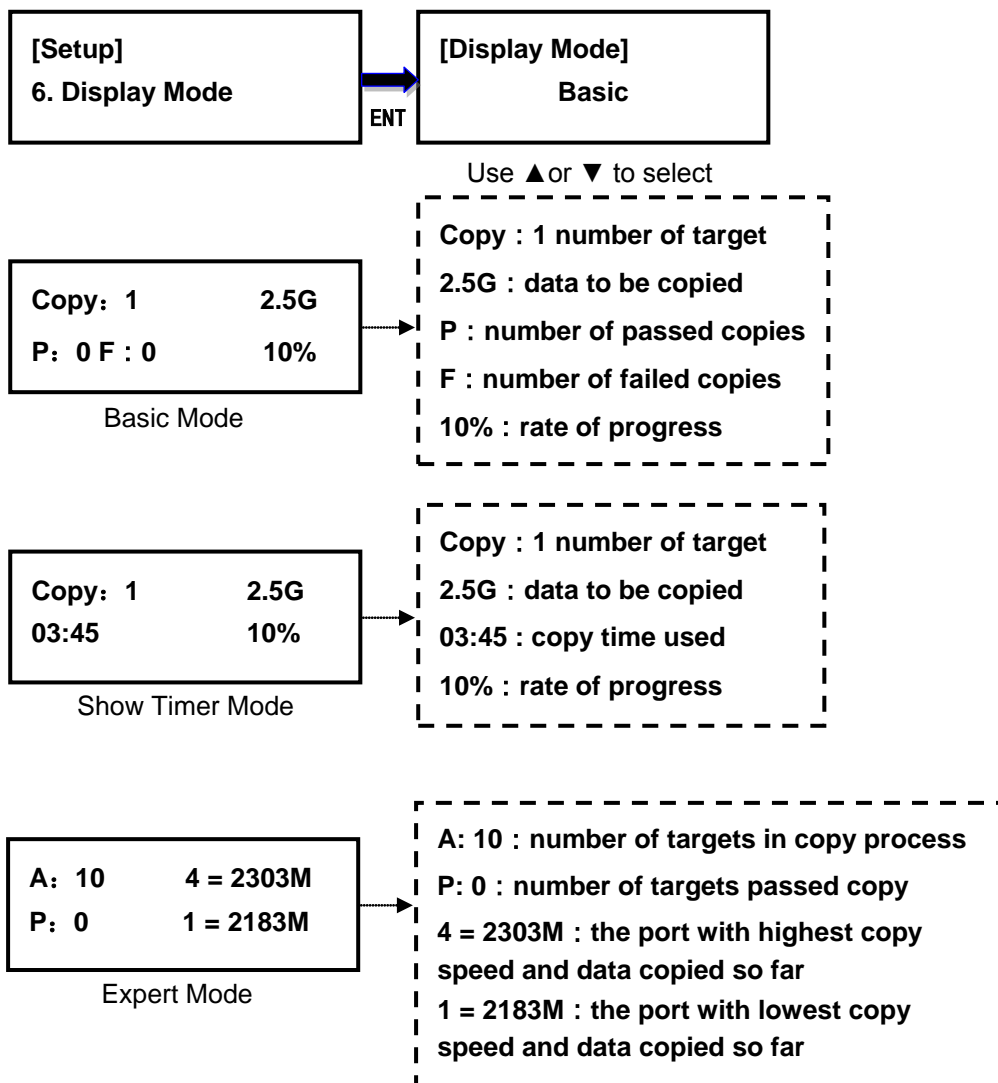 [Setup]
6. Display Mode
ENT
[Display Mode]
Basic
Use ▲or ▼ to select
Copy：1 2.5G
P：0 F：0 10%
Basic Mode
Copy：1 number of target
2.5G：data to be copied
P：number of passed copies
F：number of failed copies
10%：rate of progress
Copy：1 2.5G
03:45 10%
Show Timer Mode
Copy：1 number of target
2.5G：data to be copied
03:45 : copy time used
10%：rate of progress
A：10 4 = 2303M
P：0 1 = 2183M
Expert Mode
A: 10：number of targets in copy process
P: 0：number of targets passed copy
4 = 2303M：the port with highest copy
speed and data copied so far
1 = 2183M：the port with lowest copy
speed and data copied so far